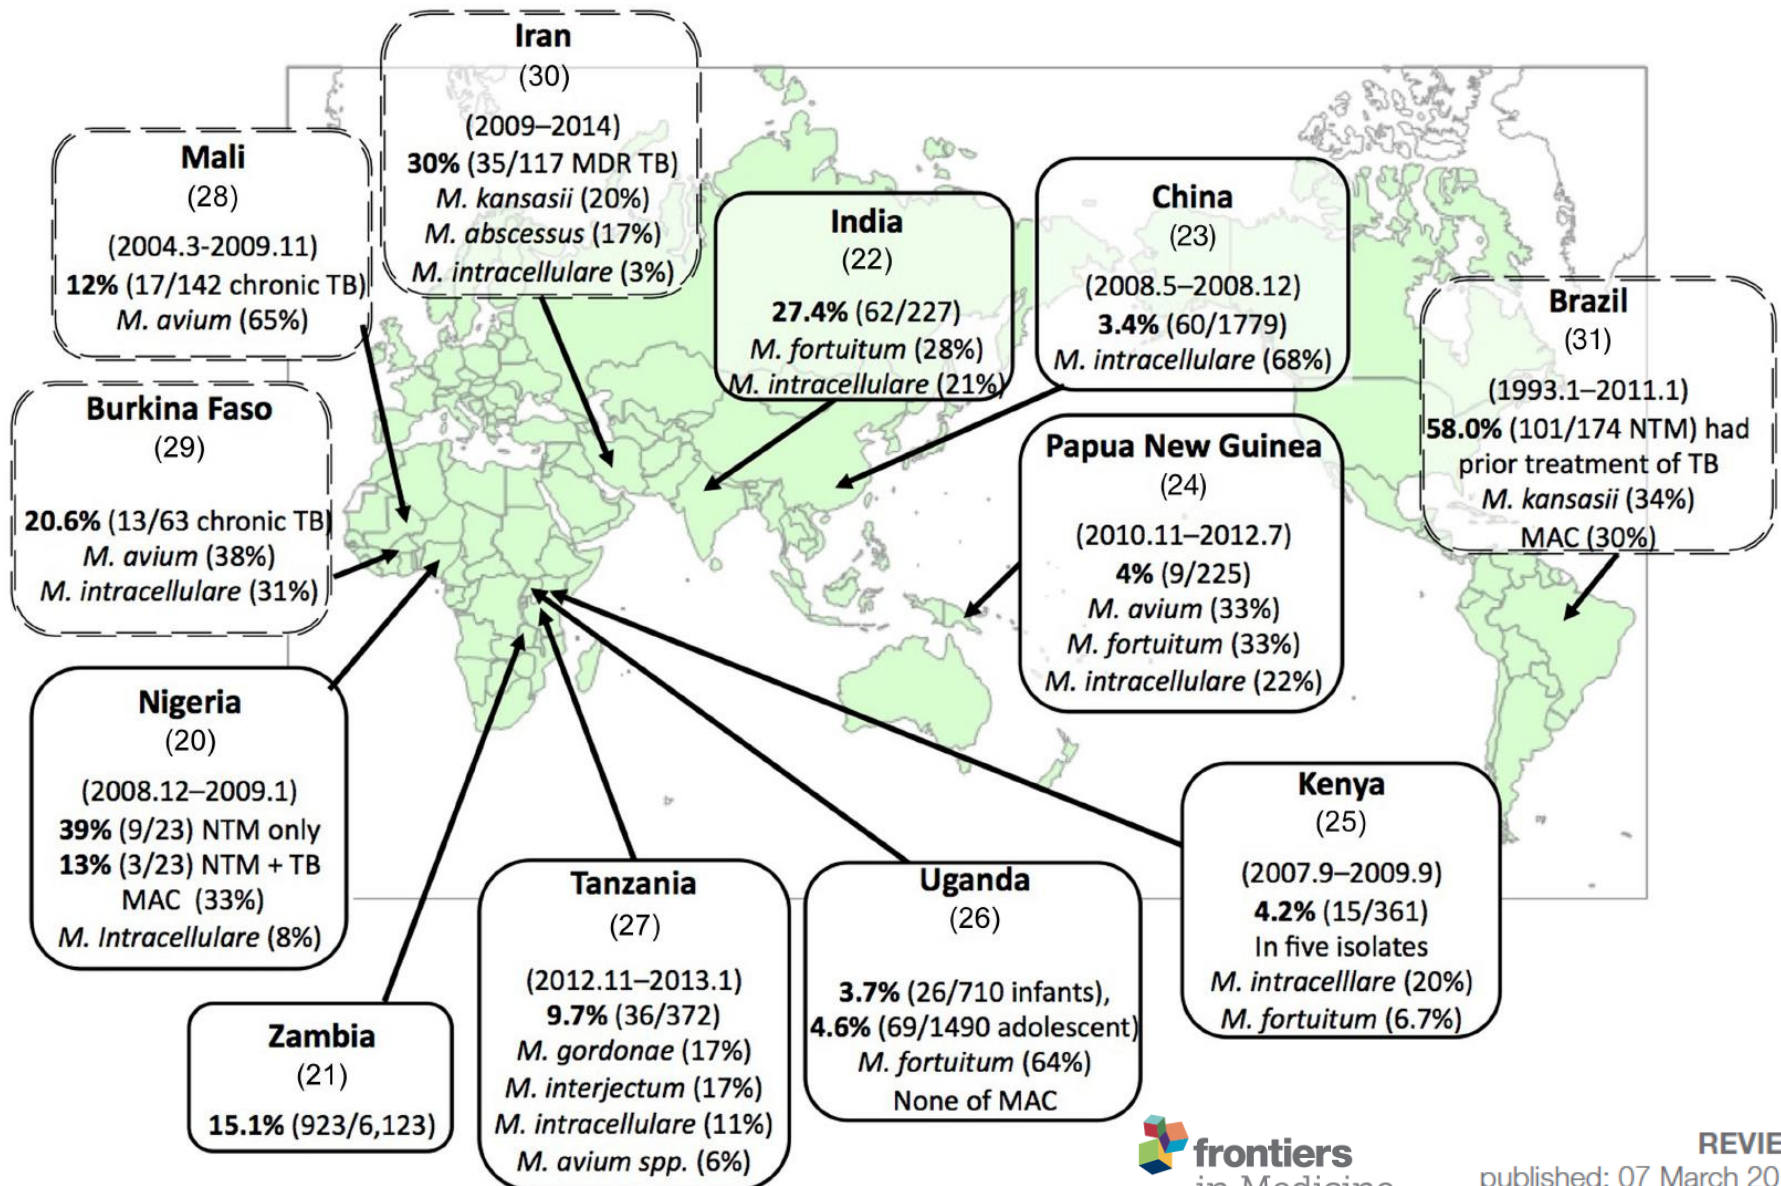 Iran
(30)
(2009–2014)
30% (35/117 MDR TB)
M. kansasii (20%)
M. abscessus (17%)
M. intracellulare (3%)
Mali
(28)
(2004.3-2009.11)
12% (17/142 chronic TB)
M. avium (65%)
India
(22)
27.4% (62/227)
M. fortuitum (28%)
M. intracellulare (21%)
China
(23)
(2008.5–2008.12)
3.4% (60/1779)
M. intracellulare (68%)
Brazil
(31)
(1993.1–2011.1)
58.0% (101/174 NTM) had
prior treatment of TB
M. kansasii (34%)
MAC (30%)
Burkina Faso
(29)
20.6% (13/63 chronic TB)
M. avium (38%)
M. intracellulare (31%)
Papua New Guinea
(24)
(2010.11–2012.7)
4% (9/225)
M. avium (33%)
M. fortuitum (33%)
M. intracellulare (22%)
Nigeria
(20)
(2008.12–2009.1)
39% (9/23) NTM only
13% (3/23) NTM + TB
MAC (33%)
M. Intracellulare (8%)
Zambia
(21)
15.1% (923/6,123)
Tanzania
(27)
(2012.11–2013.1)
9.7% (36/372)
M. gordonae (17%)
M. interjectum (17%)
M. intracellulare (11%)
M. avium spp. (6%)
Uganda
(26)
3.7% (26/710 infants),
4.6% (69/1490 adolescent)
M. fortuitum (64%)
None of MAC
Kenya
(25)
(2007.9–2009.9)
4.2% (15/361)
In five isolates
M. intracelllare (20%)
M. fortuitum (6.7%)
frontiers
in Medicine
REVIE
published: 07 March 20